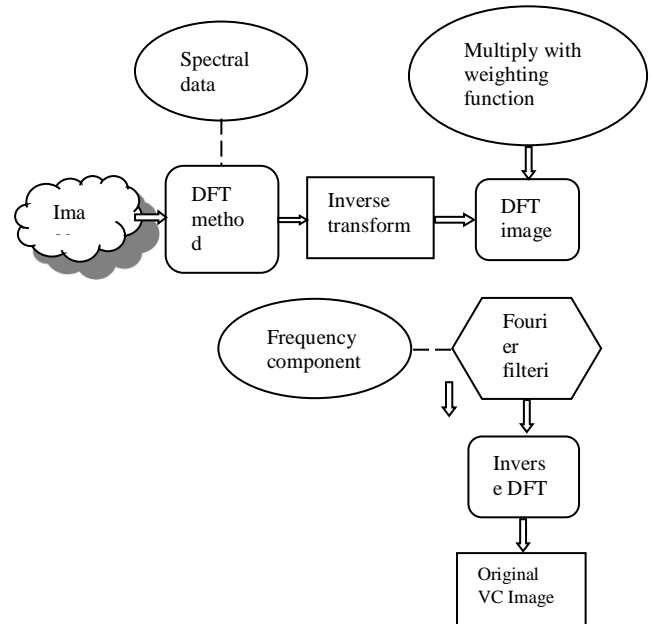 Spectral
data
Multiply with
weighting
function
Ima
DFT
metho
d
Inverse
transform
DFT
image
Frequency
component
Fouri
er
filteri
Invers
e DFT
Original
VC Image